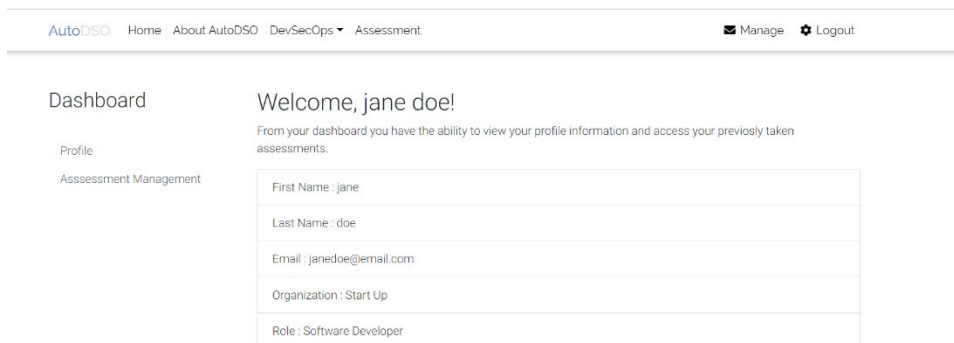 AutoDSO Home About AutoDSO DevSecOps Assessment Manage Logout
Dashboard
Profile
Asssessment Management
Welcome, jane doe!
From your dashboard you have the ability to view your profile information and access your previosly taken
assessments.
First Name : jane
Last Name : doe
Email : janedoe@email.com
Organization : Start Up
Role : Software Developer